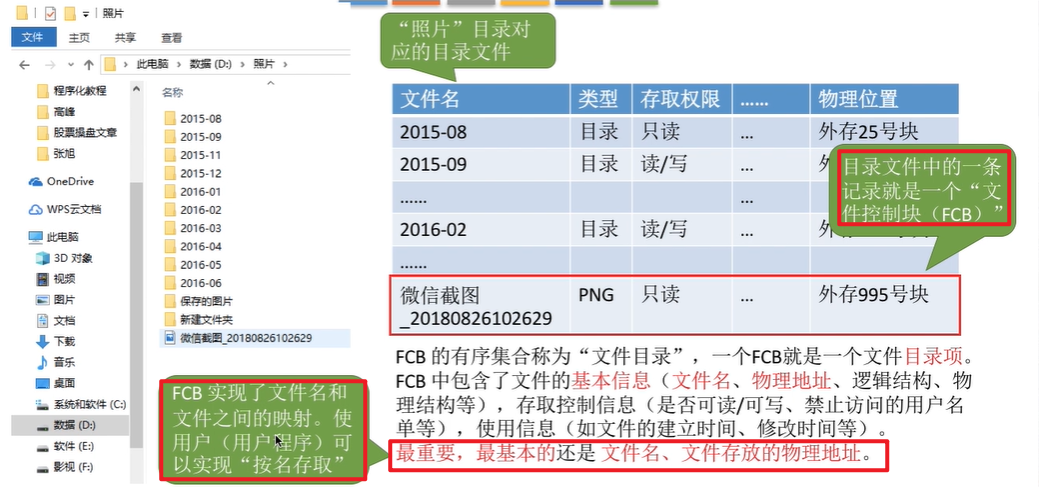 照片
文件
主页
共享
查看
此电脑 › 数据 (D:) › 照片 ›
程序化教程
高峰
股票操盘文章
张旭
OneDrive
WPS云文档
此电脑
3D 对象
视频
图片
文档
下载
音乐
桌面
系统和软件 (C:)
数据 (D:)
软件 (E:)
影视 (F:)
名称
2015-08
2015-09
2015-11
2015-12
2016-01
2016-02
2016-03
2016-04
2016-05
2016-06
保存的图片
新建文件夹
微信截图_20180826102629
“照片”目录对
应的目录文件
文件名 类型 存取权限 …… 物理位置
2015-08 目录 只读 ... 外存25号块
2015-09 目录 读/写 ... 外
…… ...
2016-02 目录 读/写 ... 外
……
微信截图
_20180826102629 PNG 只读 ... 外存995号块
目录文件中的一条
记录就是一个“文
件控制块（FCB）”
FCB 的有序集合称为“文件目录”，一个FCB就是一个文件目录项。
FCB 中包含了文件的基本信息（文件名、物理地址、逻辑结构、物
理结构等），存取控制信息（是否可读/可写、禁止访问的用户名
单等），使用信息（如文件的建立时间、修改时间等）。
最重要，最基本的还是 文件名、文件存放的物理地址。
FCB 实现了文件名和
文件之间的映射。使
用户（用户程序）可
以实现“按名存取”